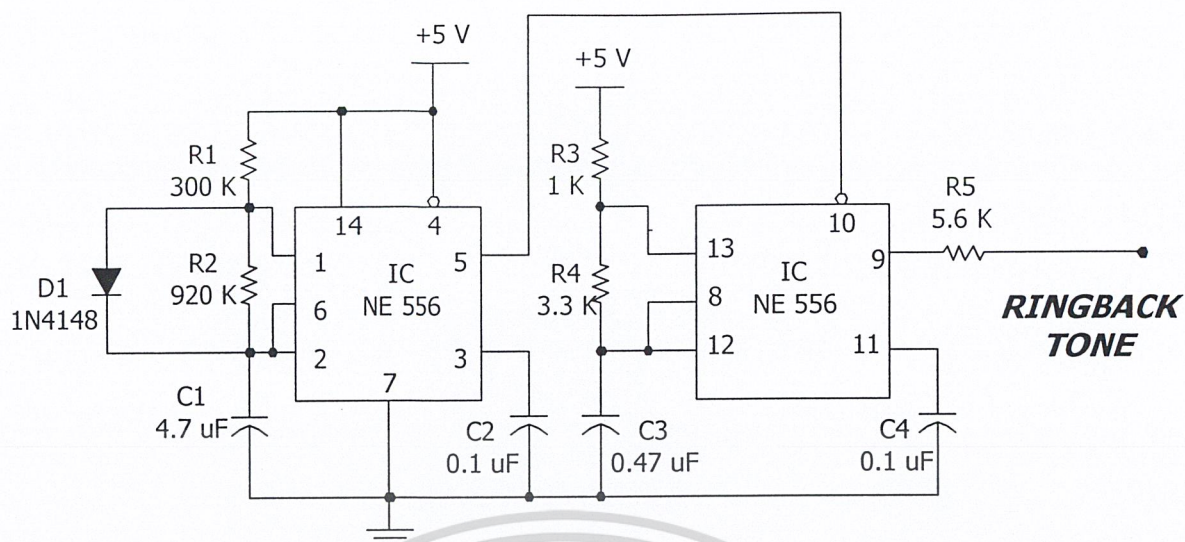 +5 V
+5 V
R1
300 K
R3
1 K
R5
5.6 K
14
4
10
1
IC
5
R2
920 K
NE 556
6
D1
1N4148
2
3
7
R4
3.3 K
13
IC
9
8
NE 556
12
11
RINGBACK
TONE
C1
4.7 uF
C2
0.1 uF
C3
0.47 uF
C4
0.1 uF